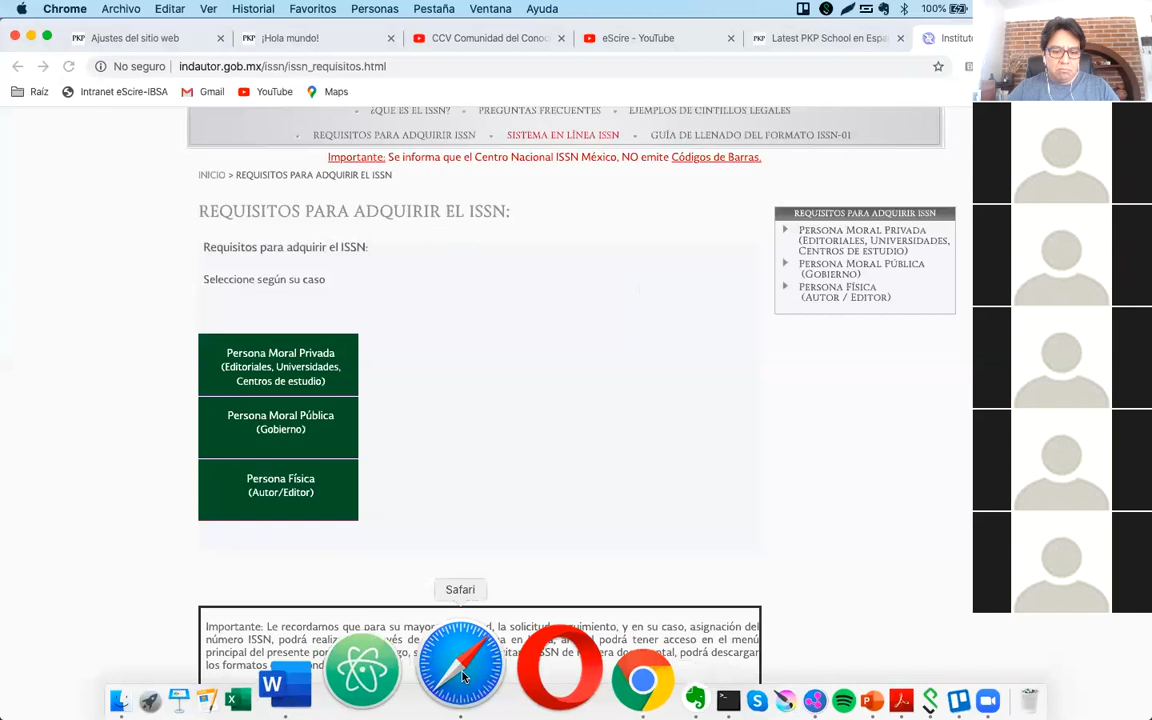 Chrome Archivo Editar Ver Historial Favoritos Personas Pestaña Ventana Ayuda 100%
Ajustes del sitio web
¡Hola mundo!
CCV Comunidad del Conoc
eScire - YouTube
Latest PKP School en Espa
Institut
No seguro indautor.gob.mx/issn/issn_requisitos.html
Raíz Intranet eScire-IBSA Gmail YouTube Maps
¿QUÉ ES EL ISSN? • PREGUNTAS FRECUENTES • EJEMPLOS DE CINTILLOS LEGALES
• REQUISITOS PARA ADQUIRIR ISSN • SISTEMA EN LÍNEA ISSN • GUÍA DE LLENADO DEL FORMATO ISSN-01
Importante: Se informa que el Centro Nacional ISSN México, NO emite Códigos de Barras.
INICIO > REQUISITOS PARA ADQUIRIR EL ISSN
REQUISITOS PARA ADQUIRIR EL ISSN:
Requisitos para adquirir el ISSN:
Seleccione según su caso
Persona Moral Privada
(Editoriales, Universidades,
Centros de estudio)
Persona Moral Pública
(Gobierno)
Persona Física
(Autor/Editor)
REQUISITOS PARA ADQUIRIR ISSN
PERSONA MORAL PRIVADA
(EDITORIALES, UNIVERSIDADES,
CENTROS DE ESTUDIO)
PERSONA MORAL PÚBLICA
(GOBIERNO)
PERSONA FÍSICA
(AUTOR / EDITOR)
Safari
Importante: Le recordamos que para su mayor
número ISSN, podrá
del presente
los formatos
la solicitud
y en su caso, asignación del
podrá tener acceso en el menú
podrá descargar